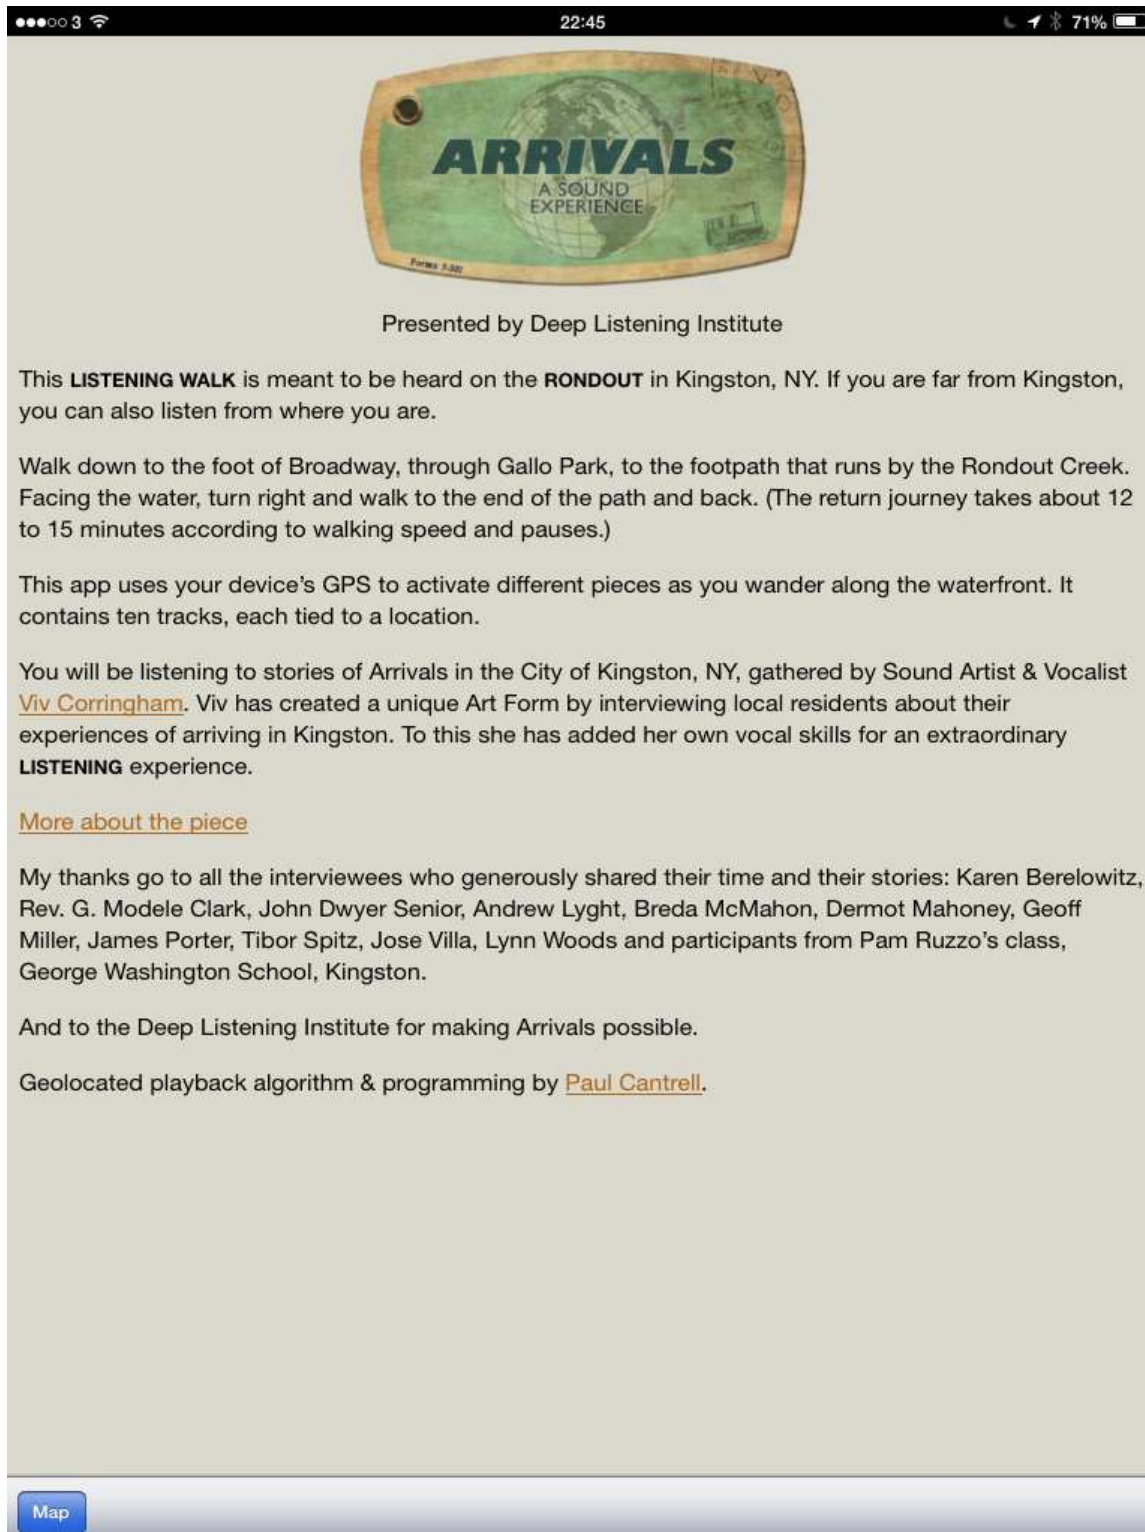 3 22:45 71%
ARRIVALS
A SOUND
EXPERIENCE
Presented by Deep Listening Institute
This LISTENING WALK is meant to be heard on the RONDOUT in Kingston, NY. If you are far from Kingston,
you can also listen from where you are.
Walk down to the foot of Broadway, through Gallo Park, to the footpath that runs by the Rondout Creek.
Facing the water, turn right and walk to the end of the path and back. (The return journey takes about 12
to 15 minutes according to walking speed and pauses.)
This app uses your device’s GPS to activate different pieces as you wander along the waterfront. It
contains ten tracks, each tied to a location.
You will be listening to stories of Arrivals in the City of Kingston, NY, gathered by Sound Artist & Vocalist
Viv Corringham. Viv has created a unique Art Form by interviewing local residents about their
experiences of arriving in Kingston. To this she has added her own vocal skills for an extraordinary
LISTENING experience.
More about the piece
My thanks go to all the interviewees who generously shared their time and their stories: Karen Berelowitz,
Rev. G. Modele Clark, John Dwyer Senior, Andrew Lyght, Breda McMahon, Dermot Mahoney, Geoff
Miller, James Porter, Tibor Spitz, Jose Villa, Lynn Woods and participants from Pam Ruzzo’s class,
George Washington School, Kingston.
And to the Deep Listening Institute for making Arrivals possible.
Geolocated playback algorithm & programming by Paul Cantrell.
Map